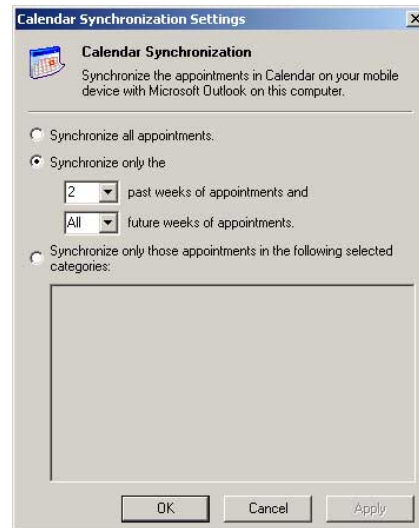 Calendar Synchronization Settings
Calendar Synchronization
Synchronize the appointments in Calendar on your mobile
device with Microsoft Outlook on this computer.
Synchronize all appointments.
Synchronize only the
2 past weeks of appointments and
All future weeks of appointments.
Synchronize only those appointments in the following selected
categories:
OK Cancel Apply